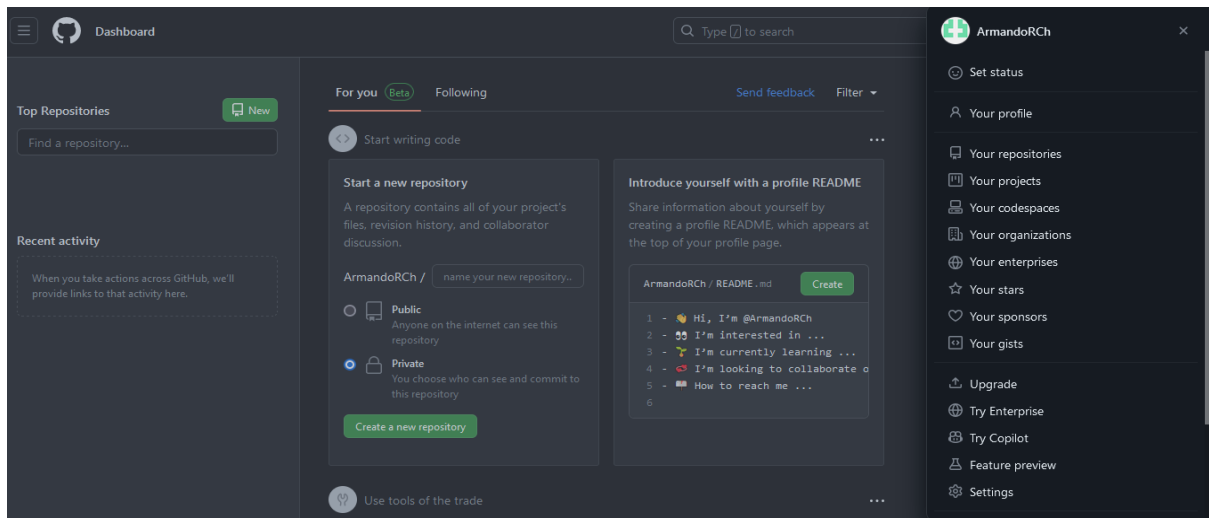 Dashboard
Type / to search
Top Repositories
New
Find a repository...
Recent activity
When you take actions across GitHub, we'll
provide links to that activity here.
For you Beta Following
Send feedback Filter
Start writing code
Start a new repository
A repository contains all of your project's
files, revision history, and collaborator
discussion.
ArmandoRCh / name your new repository...
Public
Anyone on the internet can see this
repository
Private
You choose who can see and commit to
this repository
Create a new repository
Introduce yourself with a profile README
Share information about yourself by
creating a profile README, which appears at
the top of your profile page.
ArmandoRCh / README.md Create
1 - 👋 Hi, I'm @ArmandoRCh
2 - 👀 I'm interested in ...
3 - 🌱 I'm currently learning ...
4 - 💞️ I'm looking to collaborate o
5 - 📫 How to reach me ...
6
Use tools of the trade
ArmandoRCh
Set status
Your profile
Your repositories
Your projects
Your codespaces
Your organizations
Your enterprises
Your stars
Your sponsors
Your gists
Upgrade
Try Enterprise
Try Copilot
Feature preview
Settings